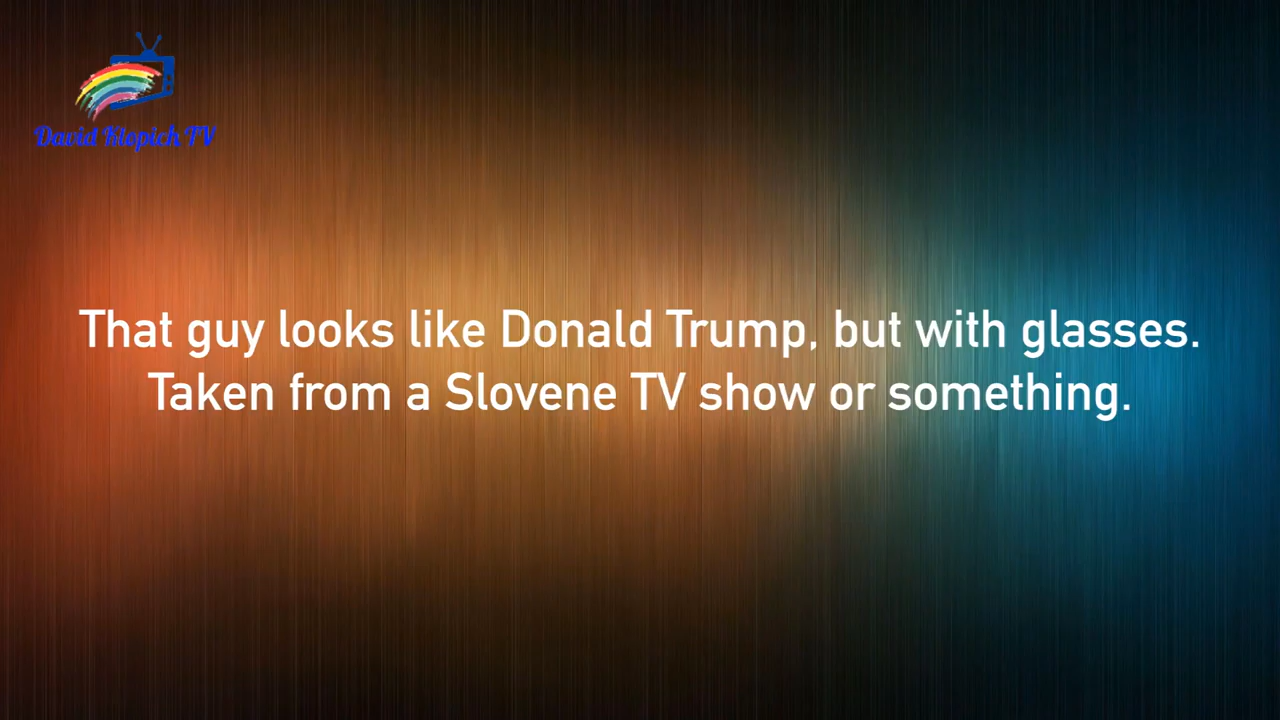 David Klopich TV
That guy looks like Donald Trump, but with glasses.
Taken from a Slovene TV show or something.